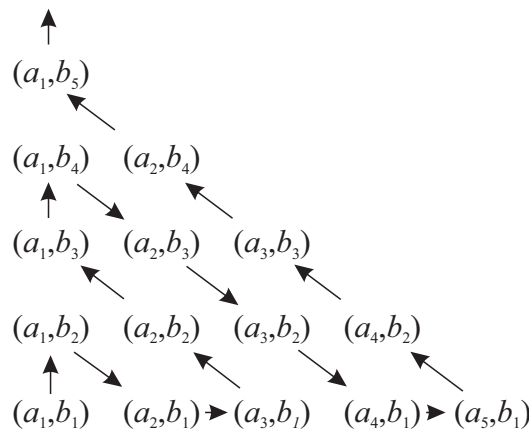 (a₁,b₅)
(a₁,b₄) (a₂,b₄)
(a₁,b₃) (a₂,b₃) (a₃,b₃)
(a₁,b₂) (a₂,b₂) (a₃,b₂) (a₄,b₂)
(a₁,b₁) (a₂,b₁) (a₃,b₁) (a₄,b₁) (a₅,b₁)